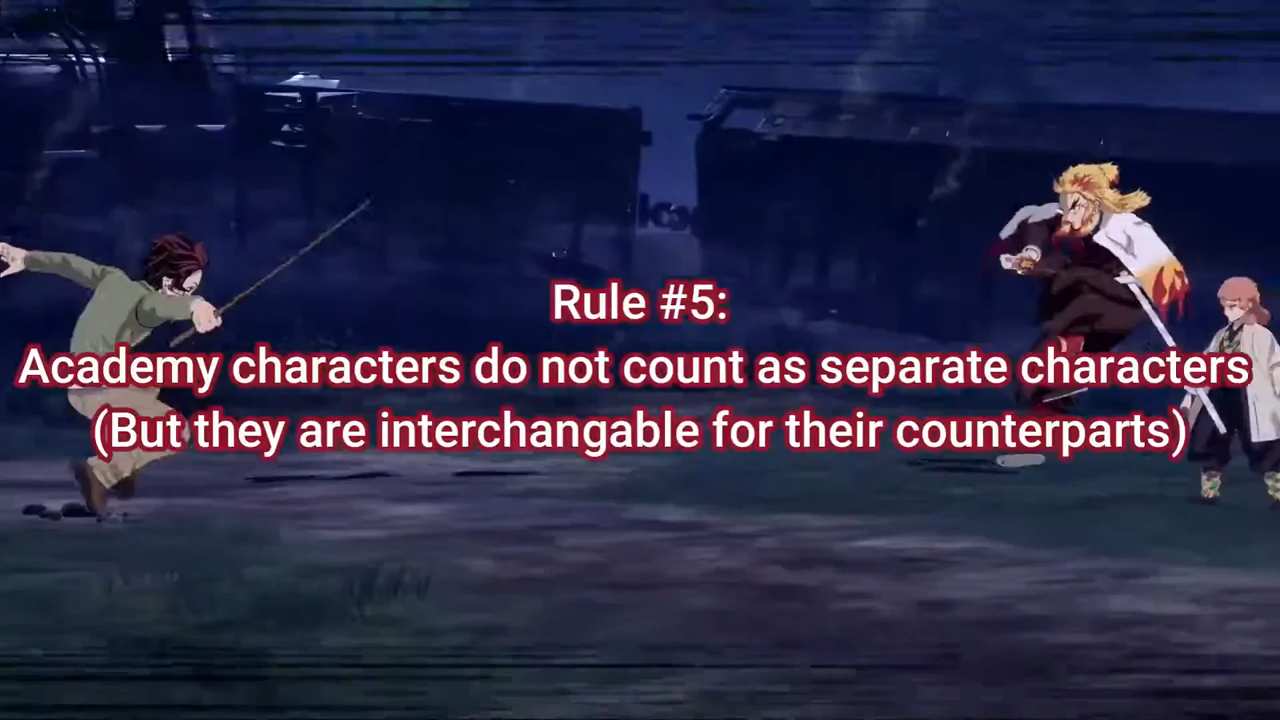 Rule #5:
Academy characters do not count as separate characters
(But they are interchangable for their counterparts)